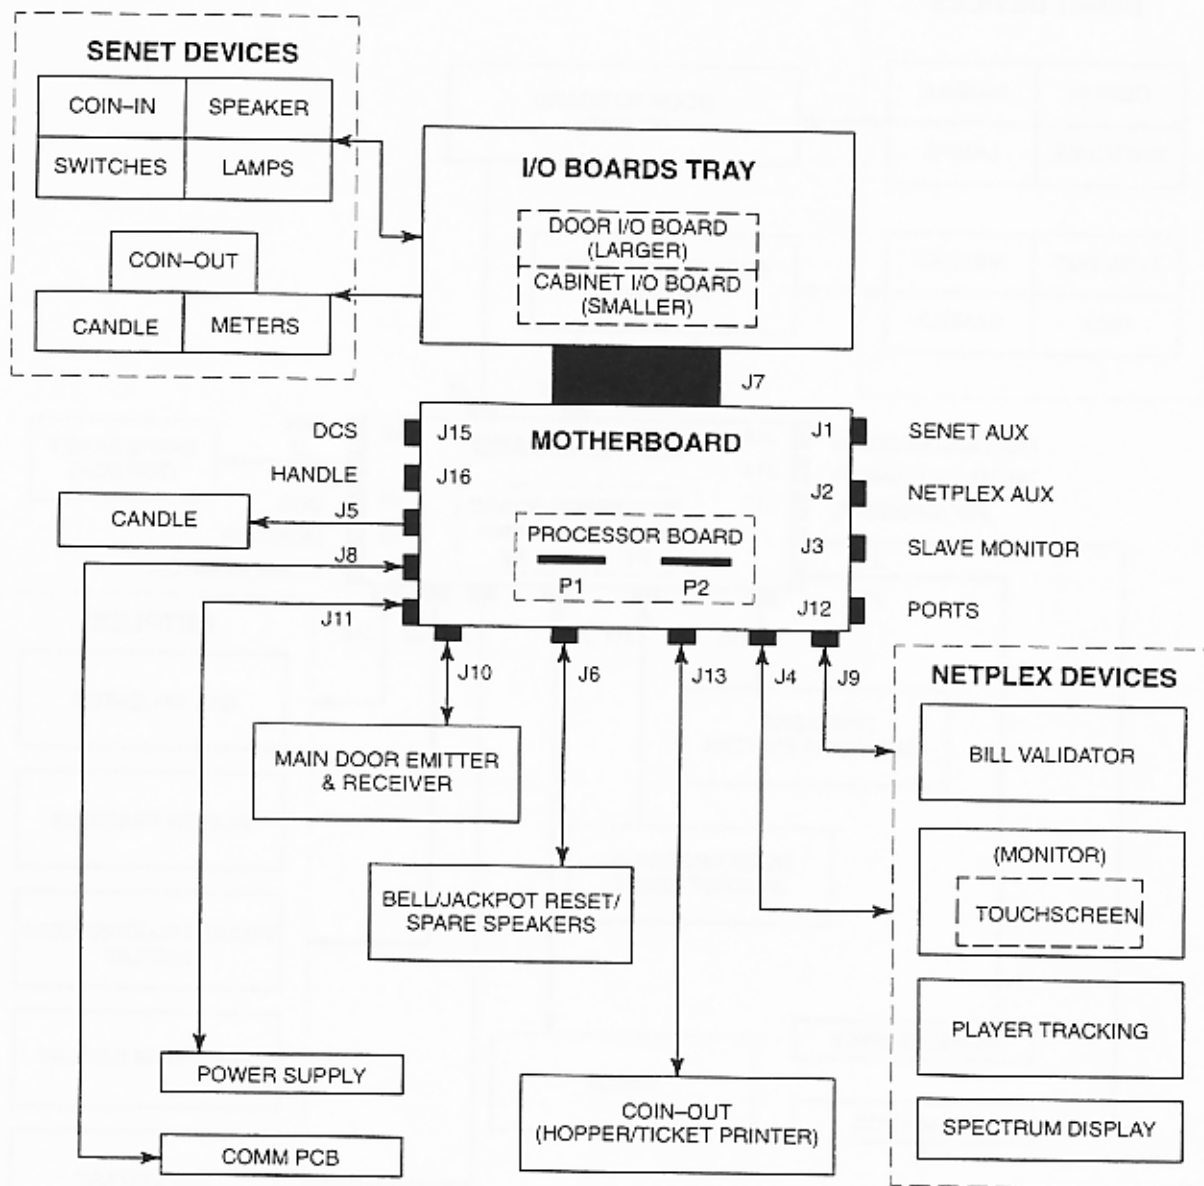 SENET DEVICES
COIN–IN
SPEAKER
SWITCHES
LAMPS
COIN–OUT
CANDLE
METERS
I/O BOARDS TRAY
DOOR I/O BOARD
(LARGER)
CABINET I/O BOARD
(SMALLER)
J7
MOTHERBOARD
DCS
J15
HANDLE
J16
J5
CANDLE
J8
J11
PROCESSOR BOARD
P1
P2
J1
SENET AUX
J2
NETPLEX AUX
J3
SLAVE MONITOR
J12
PORTS
J10
J6
J13
J4
J9
MAIN DOOR EMITTER
& RECEIVER
BELL/JACKPOT RESET/
SPARE SPEAKERS
COIN–OUT
(HOPPER/TICKET PRINTER)
POWER SUPPLY
COMM PCB
NETPLEX DEVICES
BILL VALIDATOR
(MONITOR)
TOUCHSCREEN
PLAYER TRACKING
SPECTRUM DISPLAY